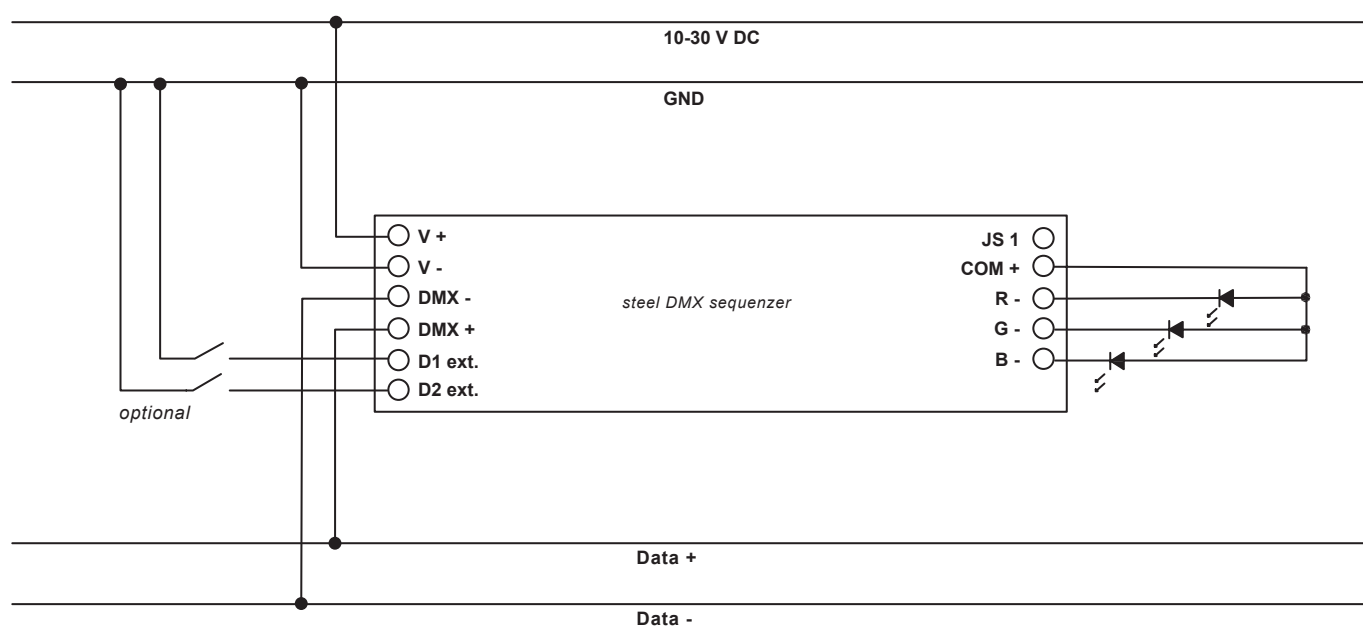 10-30 V DC
GND
V +
V -
DMX -
DMX +
D1 ext.
D2 ext.
optional
steel DMX sequenzer
JS 1
COM +
R -
G -
B -
Data +
Data -